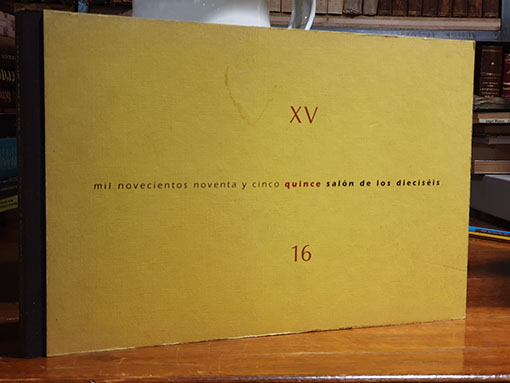 XV
mil novecientos noventa y cinco quince salón de los dieciséis
16